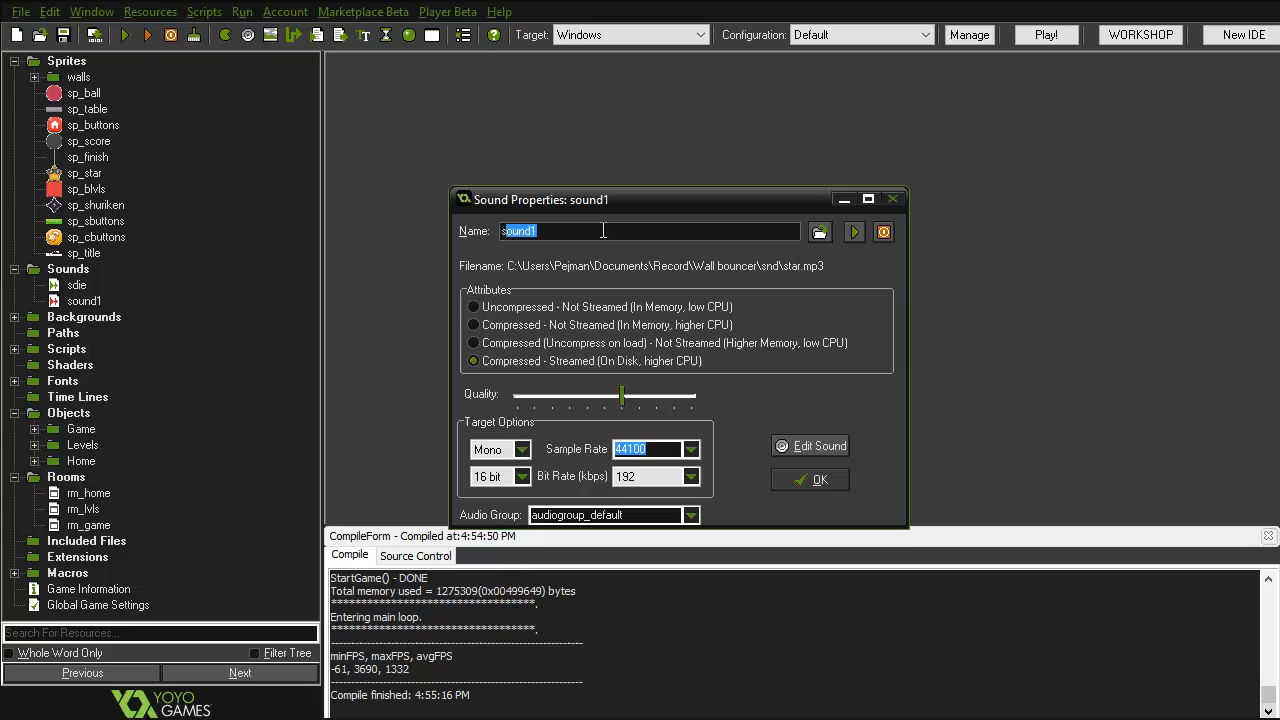 File Edit Window Resources Scripts Run Account Marketplace Beta Player Beta Help
Target: Windows Configuration: Default Manage Play! WORKSHOP New IDE
Sprites
walls
sp_ball
sp_table
sp_buttons
sp_score
sp_finish
sp_star
sp_blvls
sp_shuriken
sp_sbuttons
sp_cbuttons
sp_title
Sounds
sdie
sound1
Backgrounds
Paths
Scripts
Shaders
Fonts
Time Lines
Objects
Game
Levels
Home
Rooms
rm_home
rm_lvls
rm_game
Included Files
Extensions
Macros
Game Information
Global Game Settings
Search For Resources...
Whole Word Only Filter Tree
Previous Next
YOYO
GAMES
Sound Properties: sound1
Name: sound1
Filename: C:\Users\Pejman\Documents\Record\Wall bouncer\snd\star.mp3
Attributes
Uncompressed - Not Streamed (In Memory, low CPU)
Compressed - Not Streamed (In Memory, higher CPU)
Compressed (Uncompress on load) - Not Streamed (Higher Memory, low CPU)
Compressed - Streamed (On Disk, higher CPU)
Quality:
Target Options
Mono Sample Rate 44100
16 bit Bit Rate (kbps) 192
Edit Sound
OK
Audio Group: audiogroup_default
CompileForm - Compiled at:4:54:50 PM
Compile Source Control
StartGame() - DONE
Total memory used = 1275309(0x00499649) bytes
**********************************.
Entering main loop.
**********************************.
----------------------------------------------------------------
minFPS, maxFPS, avgFPS
-61, 3690, 1332
----------------------------------------------------------------
Compile finished: 4:55:16 PM